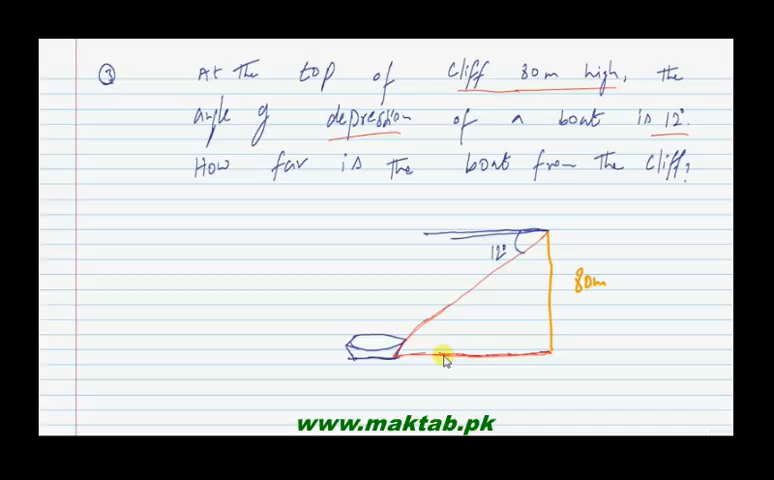 ③ At the top of cliff 80m high, the
angle of depression of a boat is 12°.
How far is the boat from the cliff?
12°
80m
www.maktab.pk